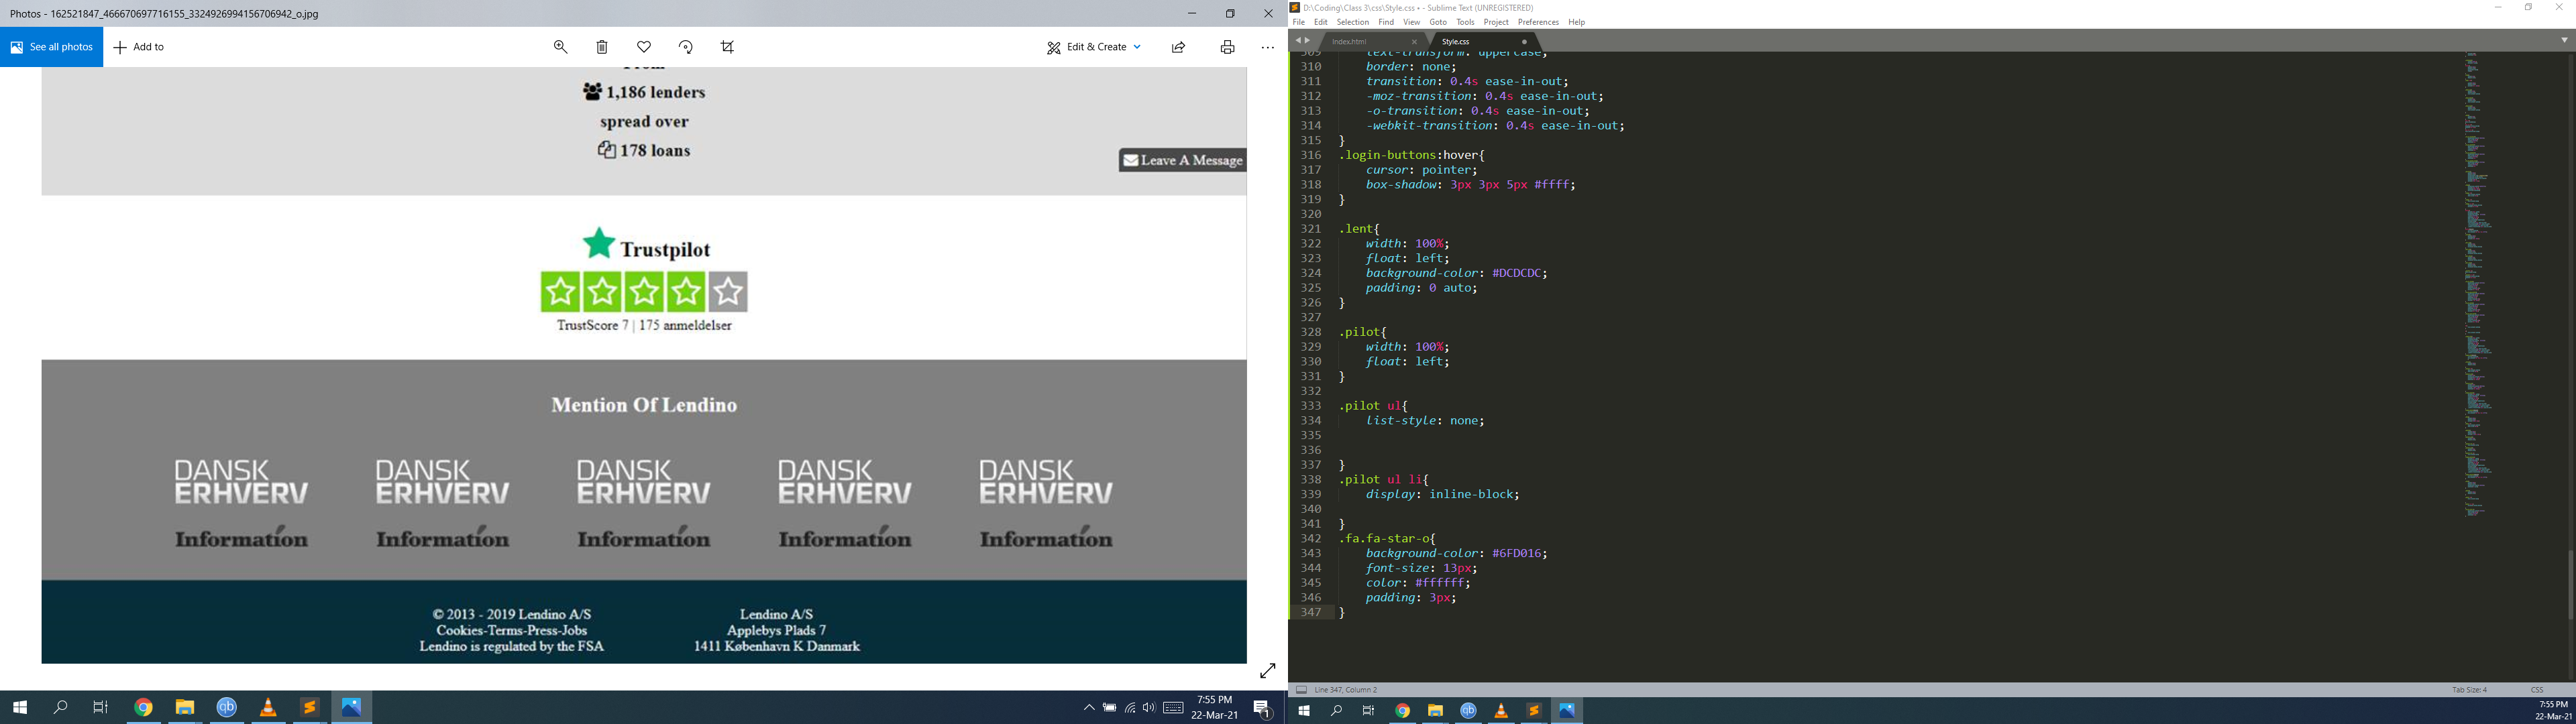 Photos - 162521847_466670697716155_3324926994156706942_o.jpg
See all photos
Add to
Edit & Create
1,186 lenders
spread over
178 loans
Leave A Message
Trustpilot
TrustScore 7 | 175 anmeldelser
Mention Of Lendino
DANSK ERHVERV DANSK ERHVERV DANSK ERHVERV DANSK ERHVERV DANSK ERHVERV
Information Information Information Information Information
© 2013 - 2019 Lendino A/S
Cookies-Terms-Press-Jobs
Lendino is regulated by the FSA
Lendino A/S
Applebys Plads 7
1411 København K Danmark
7:55 PM
22-Mar-21
1
D:\Coding\Class 3\css\Style.css • - Sublime Text (UNREGISTERED)
File Edit Selection Find View Goto Tools Project Preferences Help
Index.html
Style.css
309 text-transform: uppercase;
310 border: none;
311 transition: 0.4s ease-in-out;
312 -moz-transition: 0.4s ease-in-out;
313 -o-transition: 0.4s ease-in-out;
314 -webkit-transition: 0.4s ease-in-out;
315 }
316 .login-buttons:hover{
317 cursor: pointer;
318 box-shadow: 3px 3px 5px #ffff;
319 }
320
321 .lent{
322 width: 100%;
323 float: left;
324 background-color: #DCDCDC;
325 padding: 0 auto;
326 }
327
328 .pilot{
329 width: 100%;
330 float: left;
331 }
332
333 .pilot ul{
334 list-style: none;
335
336
337 }
338 .pilot ul li{
339 display: inline-block;
340
341 }
342 .fa.fa-star-o{
343 background-color: #6FD016;
344 font-size: 13px;
345 color: #ffffff;
346 padding: 3px;
347 }
Line 347, Column 2
Tab Size: 4
CSS
7:55 PM
22-Mar-21